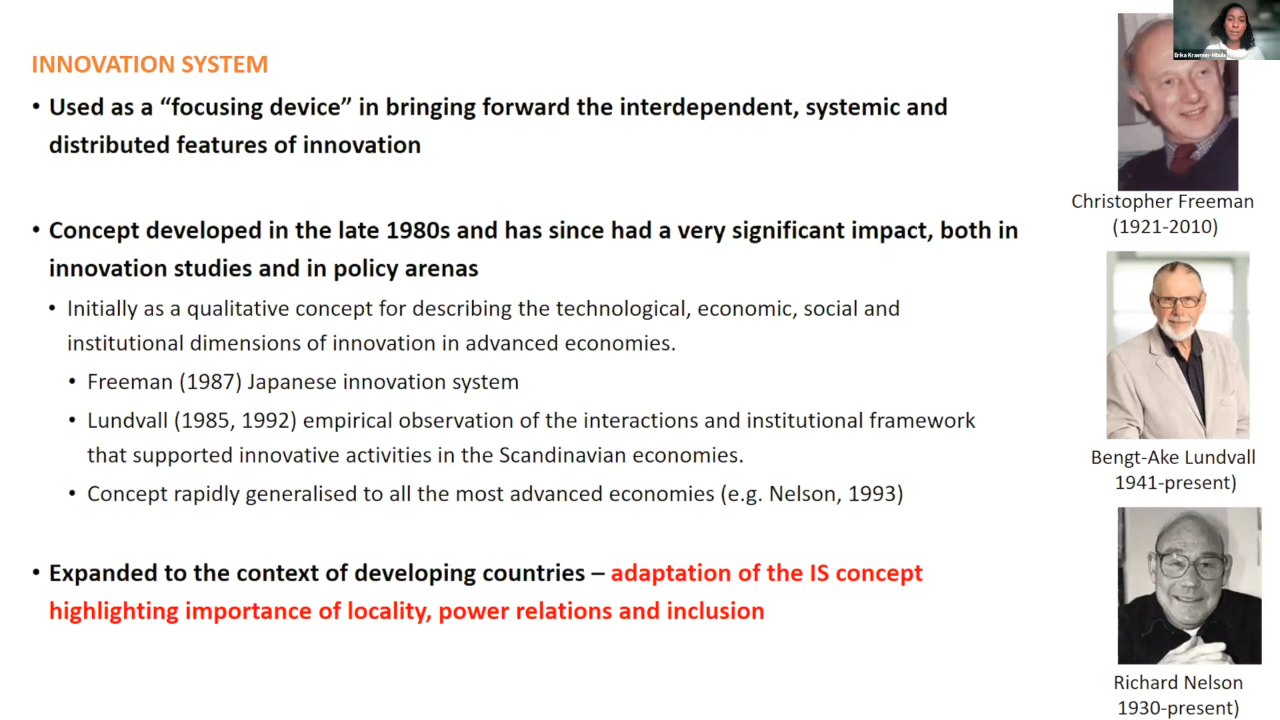 INNOVATION SYSTEM
• Used as a “focusing device” in bringing forward the interdependent, systemic and
distributed features of innovation
• Concept developed in the late 1980s and has since had a very significant impact, both in
innovation studies and in policy arenas
• Initially as a qualitative concept for describing the technological, economic, social and
institutional dimensions of innovation in advanced economies.
• Freeman (1987) Japanese innovation system
• Lundvall (1985, 1992) empirical observation of the interactions and institutional framework
that supported innovative activities in the Scandinavian economies.
• Concept rapidly generalised to all the most advanced economies (e.g. Nelson, 1993)
• Expanded to the context of developing countries – adaptation of the IS concept
highlighting importance of locality, power relations and inclusion
Erika Kraemer-Mbula
Christopher Freeman
(1921-2010)
Bengt-Ake Lundvall
1941-present)
Richard Nelson
1930-present)